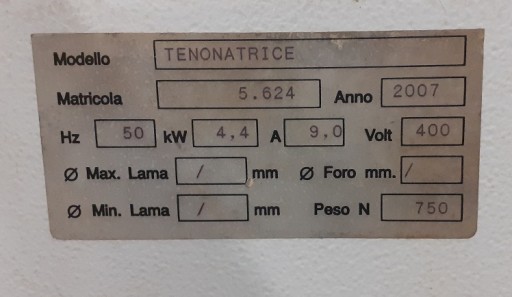 Modello TENONATRICE
Matricola 5.624 Anno 2007
Hz 50 kW 4,4 A 9,0 Volt 400
Ø Max. Lama / mm Ø Foro mm. /
Ø Min. Lama / mm Peso N 750